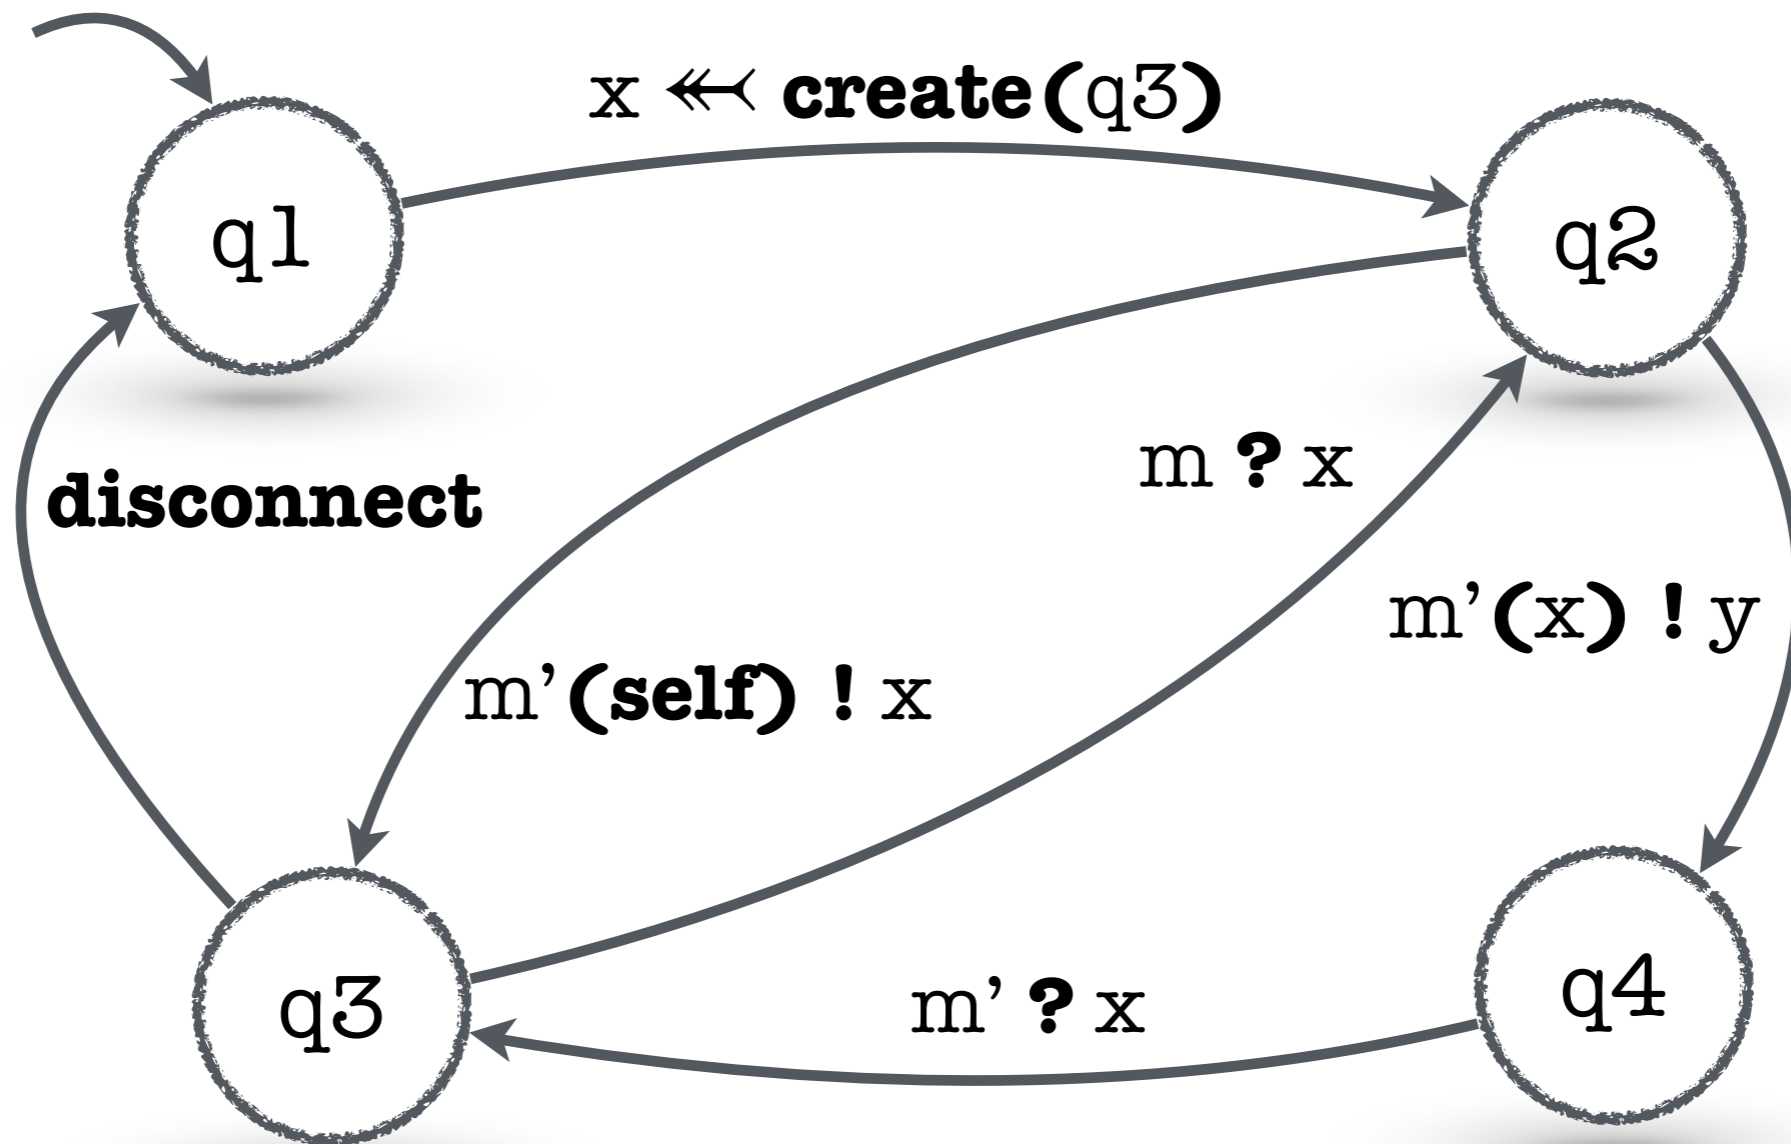 x ⤛ create(q3)
q1
q2
m ? x
disconnect
m’(x) ! y
m’(self) ! x
q3
m’ ? x
q4